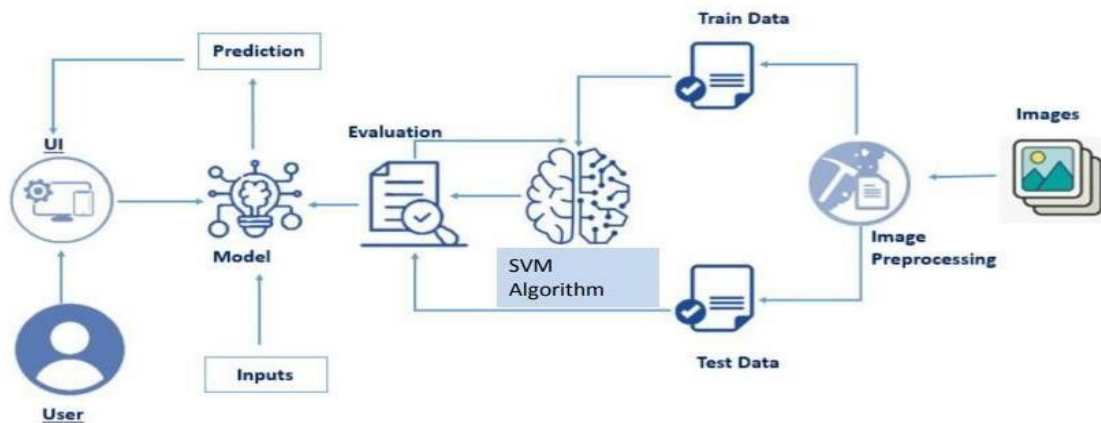 Train Data
Prediction
Images
Evaluation
UI
Model
SVM
Algorithm
Image
Preprocessing
Inputs
Test Data
User